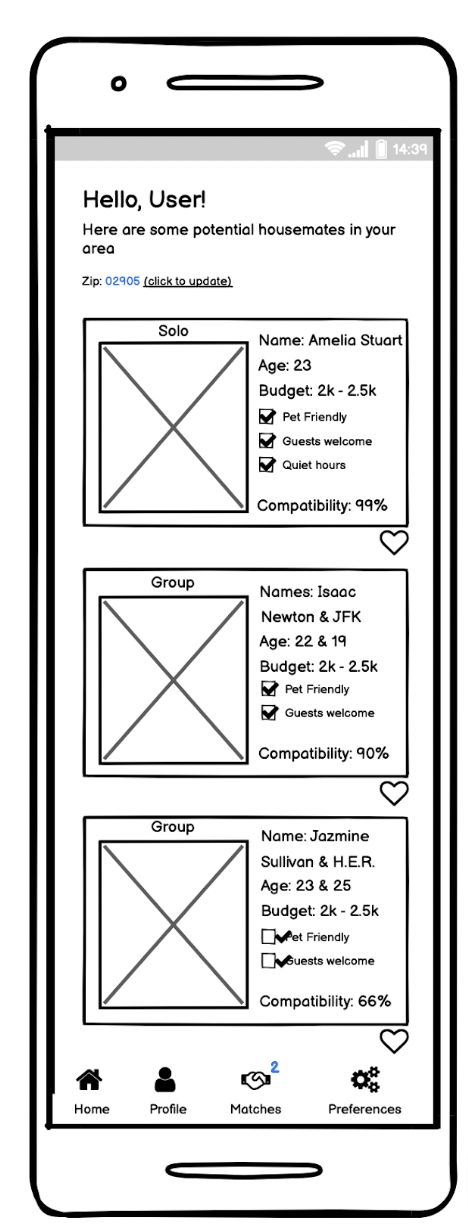 14:39
Hello, User!
Here are some potential housemates in your
area
Zip: 02905 (click to update)
Solo
Name: Amelia Stuart
Age: 23
Budget: 2k - 2.5k
Pet Friendly
Guests welcome
Quiet hours
Compatibility: 99%
Group
Names: Isaac
Newton & JFK
Age: 22 & 19
Budget: 2k - 2.5k
Pet Friendly
Guests welcome
Compatibility: 90%
Group
Name: Jazmine
Sullivan & H.E.R.
Age: 23 & 25
Budget: 2k - 2.5k
Pet Friendly
Guests welcome
Compatibility: 66%
2
Home Profile Matches Preferences